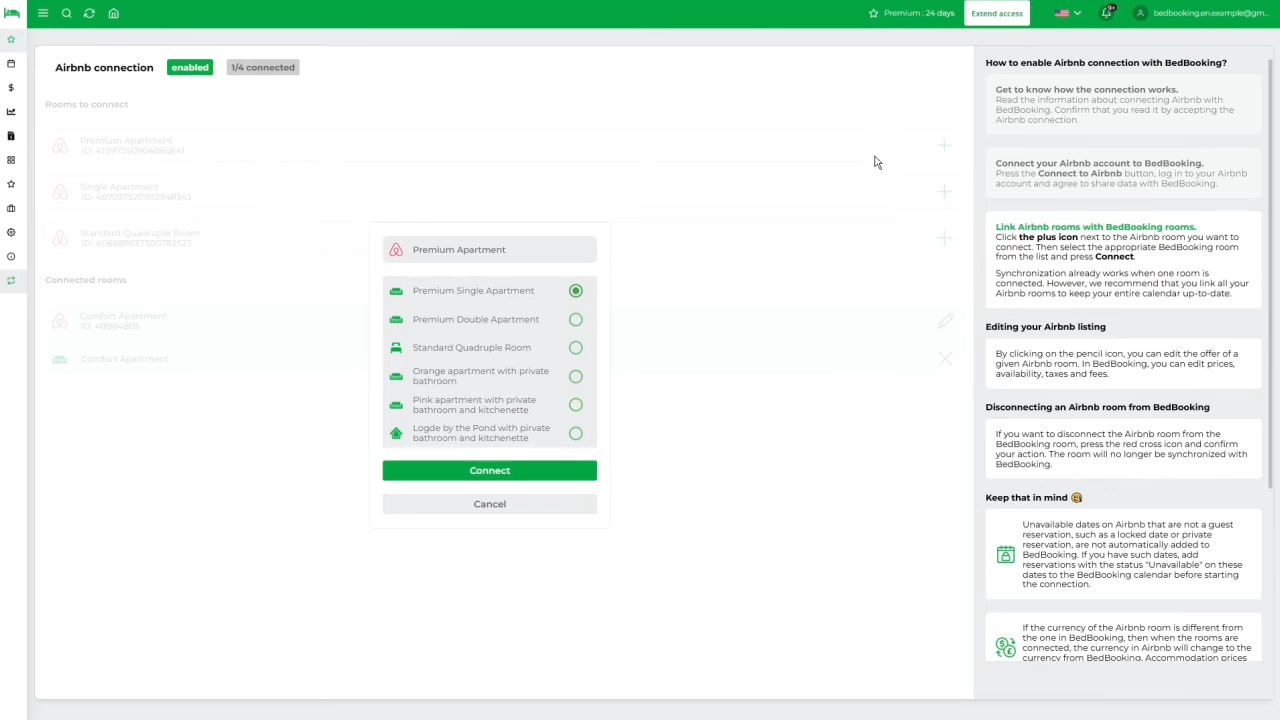 Premium : 24 days
Extend access
9+
bedbooking.en.example@gm...
Airbnb connection
enabled
1/4 connected
Rooms to connect
Premium Apartment
Single Apartment
Standard Quadruple Room
Connected rooms
Comfort Apartment
Comfort Apartment
Premium Apartment
Premium Single Apartment
Premium Double Apartment
Standard Quadruple Room
Orange apartment with private
bathroom
Pink apartment with private
bathroom and kitchenette
Logde by the Pond with pirvate
bathroom and kitchenette
Connect
Cancel
How to enable Airbnb connection with BedBooking?
Get to know how the connection works.
Read the information about connecting Airbnb with
BedBooking. Confirm that you read it by accepting the
Airbnb connection.
Connect your Airbnb account to BedBooking.
Press the Connect to Airbnb button, log in to your Airbnb
account and agree to share data with BedBooking.
Link Airbnb rooms with BedBooking rooms.
Click the plus icon next to the Airbnb room you want to
connect. Then select the appropriate BedBooking room
from the list and press Connect.
Synchronization already works when one room is
connected. However, we recommend that you link all your
Airbnb rooms to keep your entire calendar up-to-date.
Editing your Airbnb listing
By clicking on the pencil icon, you can edit the offer of a
given Airbnb room. In BedBooking, you can edit prices,
availability, taxes and fees.
Disconnecting an Airbnb room from BedBooking
If you want to disconnect the Airbnb room from the
BedBooking room, press the red cross icon and confirm
your action. The room will no longer be synchronized with
BedBooking.
Keep that in mind
Unavailable dates on Airbnb that are not a guest
reservation, such as a locked date or private
reservation, are not automatically added to
BedBooking. If you have such dates, add
reservations with the status "Unavailable" on these
dates to the BedBooking calendar before starting
the connection.
If the currency of the Airbnb room is different from
the one in BedBooking, then when the rooms are
connected, the currency in Airbnb will change to the
currency from BedBooking. Accommodation prices